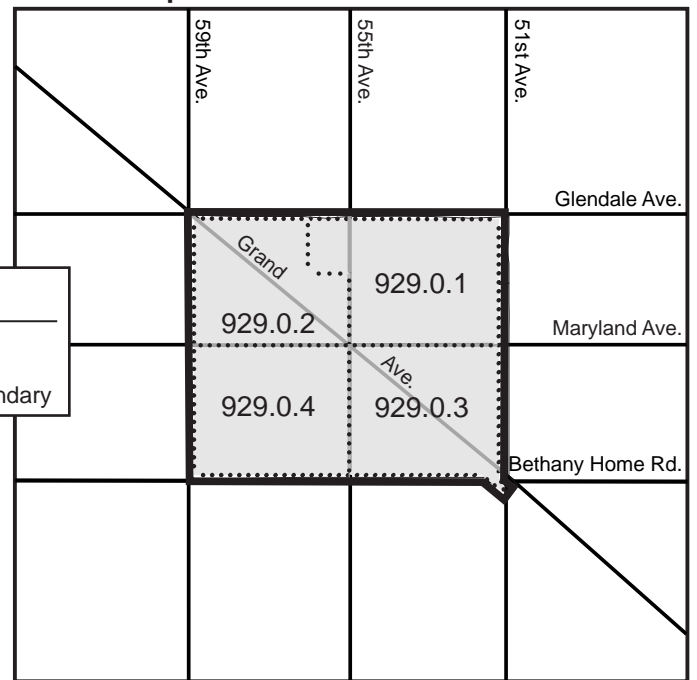 59th Ave.
55th Ave.
51st Ave.
Glendale Ave.
Grand
929.0.1
929.0.2
Maryland Ave.
Ave.
929.0.4
929.0.3
Bethany Home Rd.